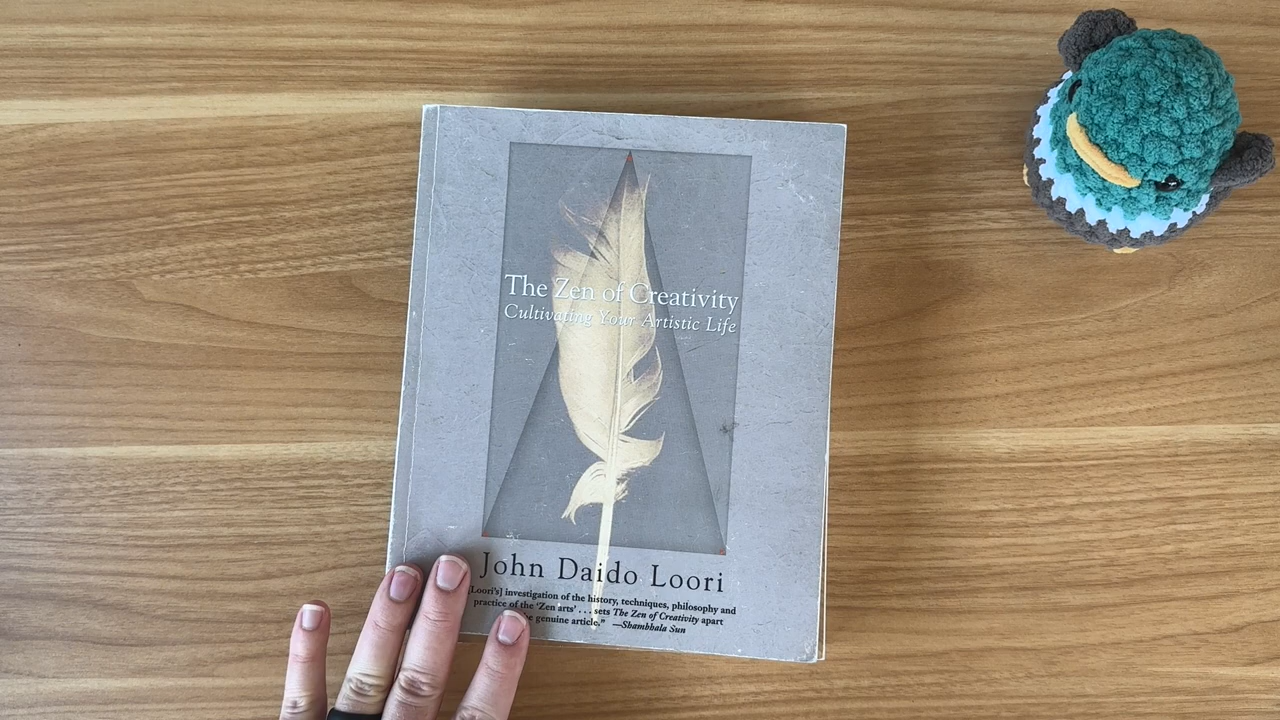 The Zen of Creativity
Cultivating Your Artistic Life
John Daido Loori
[Loori's] investigation of the history, techniques, philosophy and
practice of the 'Zen arts' . . . sets The Zen of Creativity apart
genuine article." —Shambhala Sun